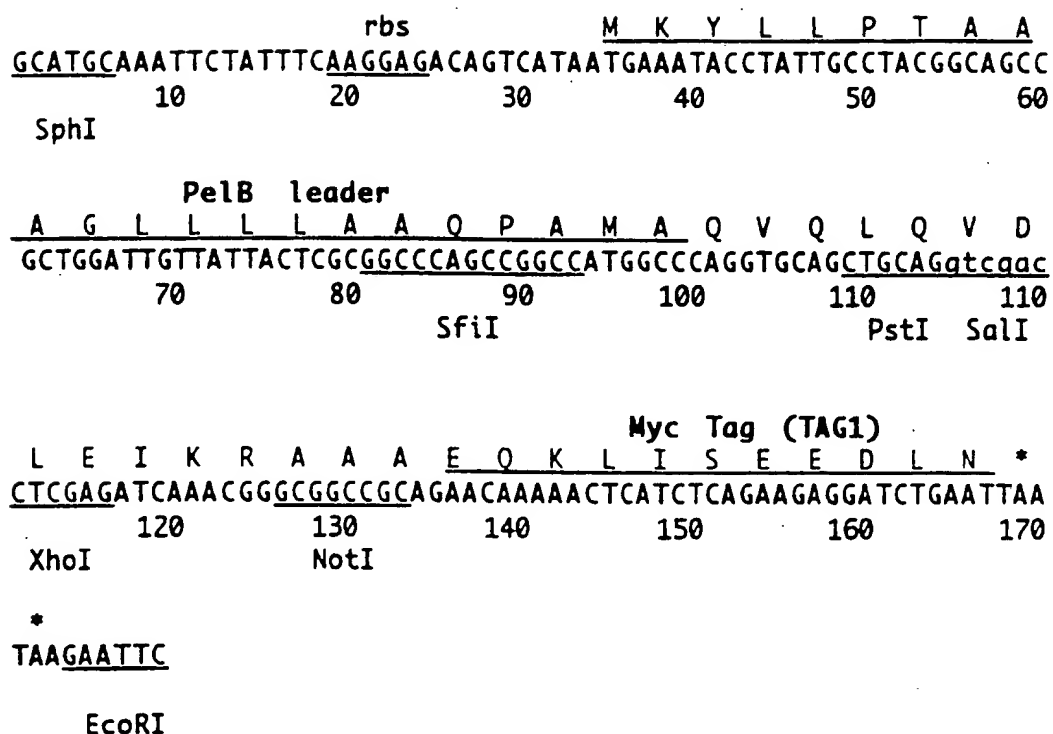 rbs M K Y L L P T A A
GCATGCAAATTCTATTTCAAGGAGACAGTCATAATGAAATACCTATTGCCTACGGCAGCC
10 20 30 40 50 60
SphI
PelB leader
A G L L L L A A Q P A M A Q V Q L Q V D
GCTGGATTGTTATTACTCGCGGCCCAGCCGGCCATGGCCCAGGTGCAGCTGCAGgtcgac
70 80 90 100 110 110
SfiI PstI SalI
Myc Tag (TAG1)
L E I K R A A A E Q K L I S E E D L N *
CTCGAGATCAAACGGGCGGCCGCAGAACAAAAACTCATCTCAGAAGAGGATCTGAATTAA
120 130 140 150 160 170
XhoI NotI
*
TAAGAATTC
EcoRI